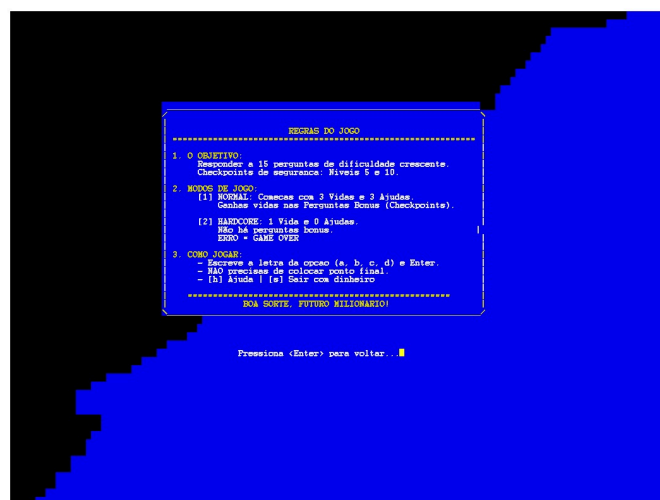 REGRAS DO JOGO
1. O OBJETIVO:
Responder a 15 perguntas de dificuldade crescente.
Checkpoints de seguranca: Niveis 5 e 10.
2. MODOS DE JOGO:
[1] NORMAL: Comecas com 3 Vidas e 3 Ajudas.
Ganhas vidas nas Perguntas Bonus (Checkpoints).
[2] HARDCORE: 1 Vida e 0 Ajudas.
Não há perguntas bonus.
ERRO = GAME OVER
3. COMO JOGAR:
- Escreve a letra da opcao (a, b, c, d) e Enter.
- NAO precisas de colocar ponto final.
- [h] Ajuda | [s] Sair com dinheiro
BOA SORTE, FUTURO MILIONARIO!
Pressiona <Enter> para voltar...